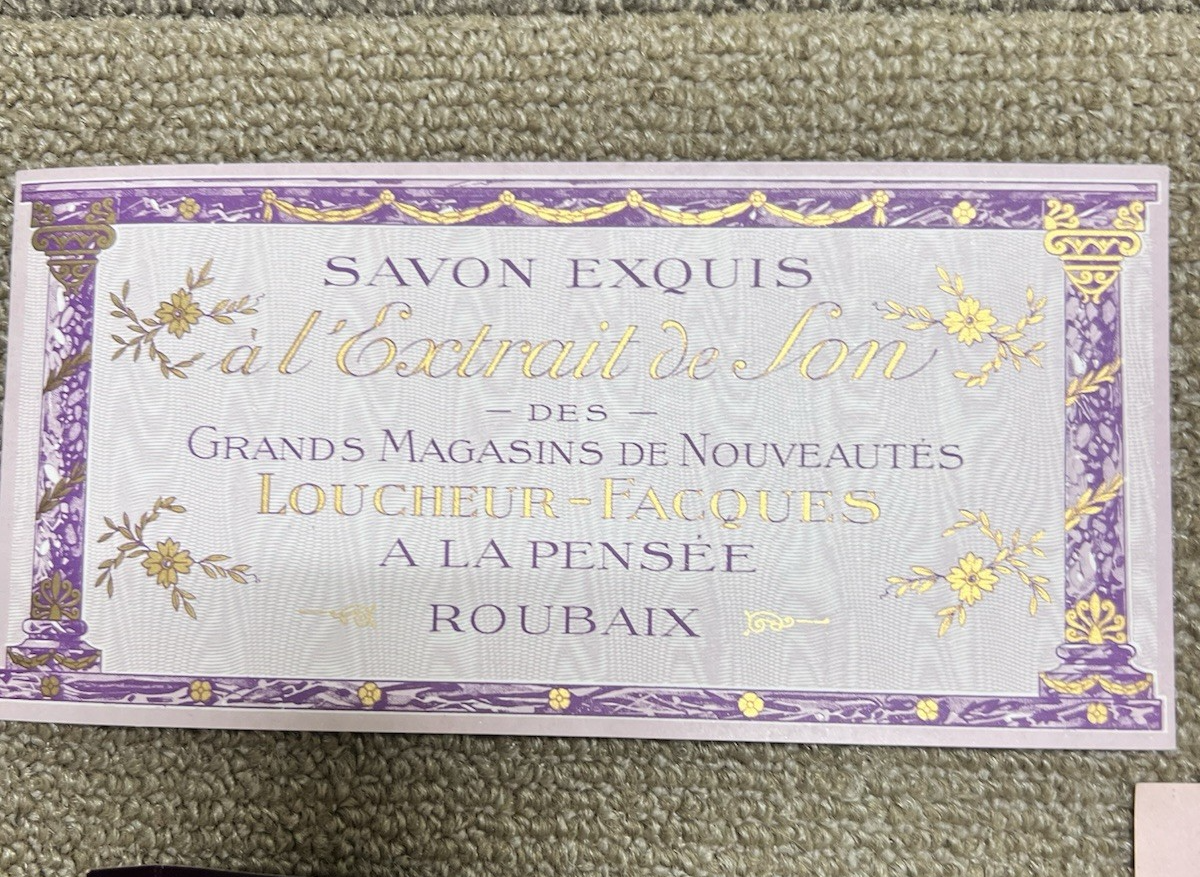 SAVON EXQUIS
à l'Extrait de Son
— DES —
GRANDS MAGASINS DE NOUVEAUTÉS
LOUCHEUR-FACQUES
A LA PENSÉE
ROUBAIX